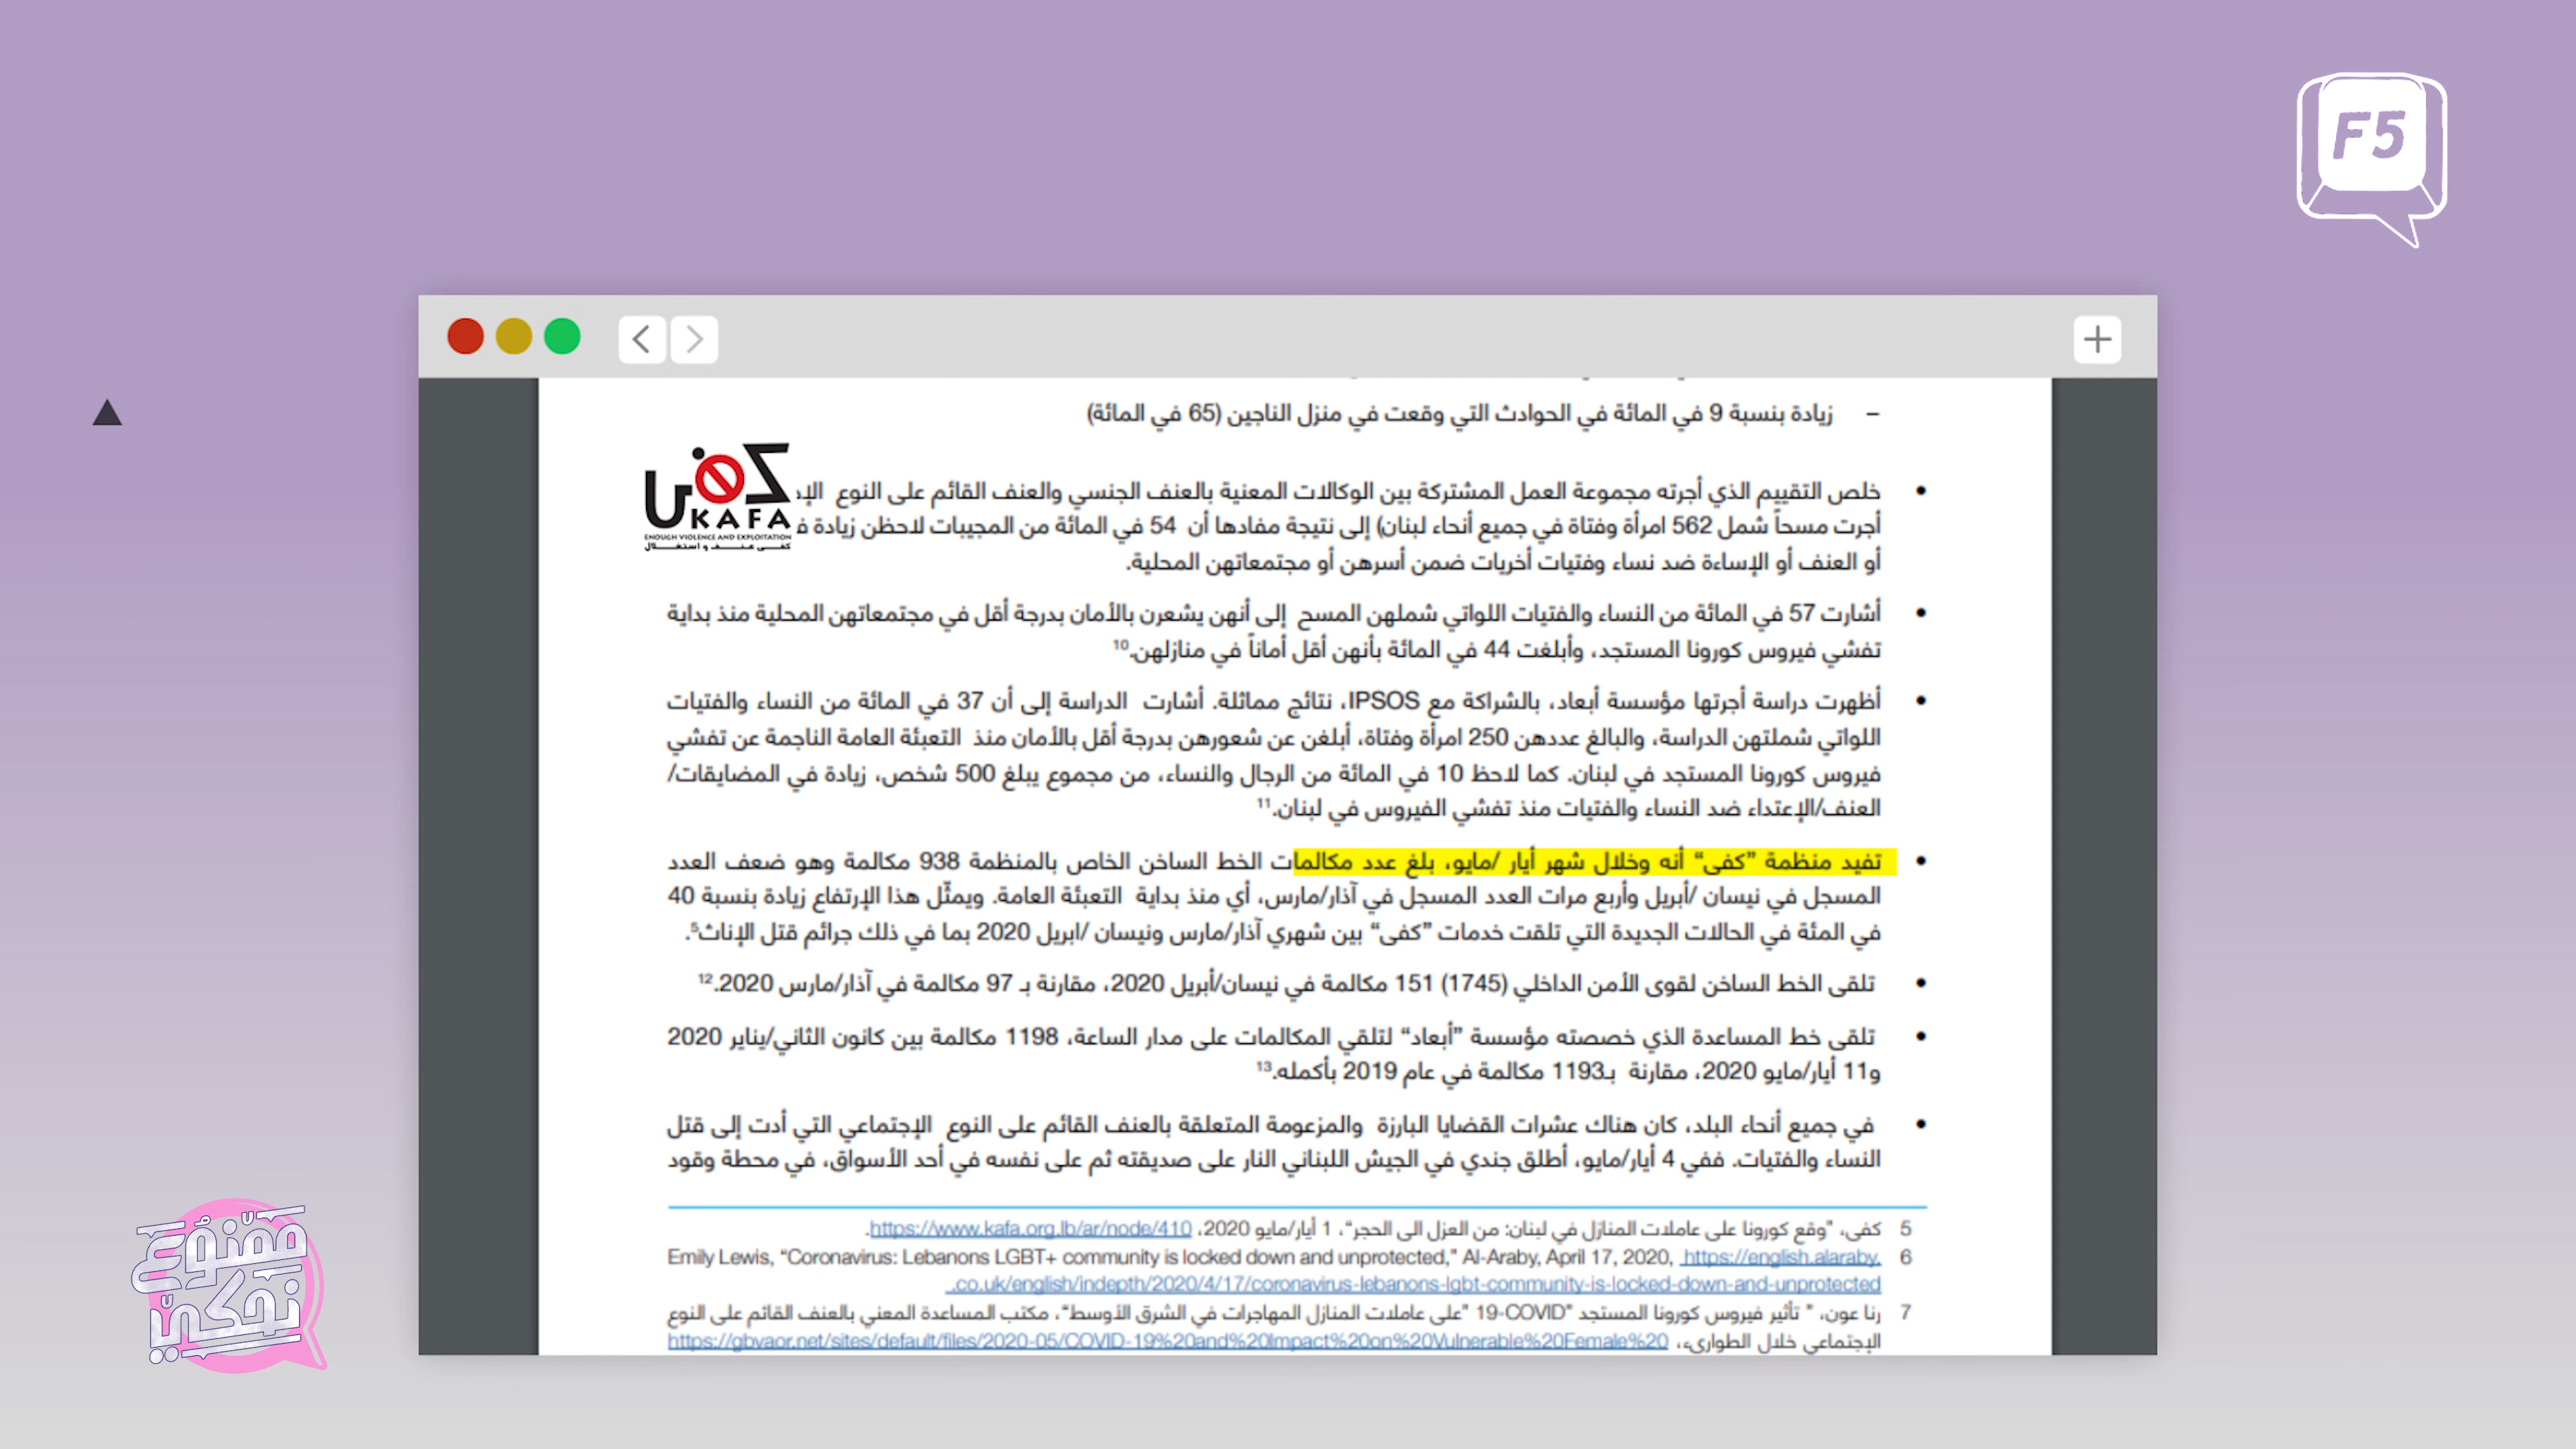 F5
– زيادة بنسبة 9 في المائة في الحوادث التي وقعت في منزل الناجين (65 في المائة)
كفى
KAFA
ENOUGH VIOLENCE AND EXPLOITATION
كفى عنف و استغلال
• خلص التقييم الذي أجرته مجموعة العمل المشتركة بين الوكالات المعنية بالعنف الجنسي والعنف القائم على النوع
أجرت مسحاً شمل 562 امرأة وفتاة في جميع أنحاء لبنان) إلى نتيجة مفادها أن 54 في المائة من المجيبات لاحظن زيادة
أو العنف أو الإساءة ضد نساء وفتيات أخريات ضمن أسرهن أو مجتمعاتهن المحلية.
• أشارت 57 في المائة من النساء والفتيات اللواتي شملهن المسح إلى أنهن يشعرن بالأمان بدرجة أقل في مجتمعاتهن المحلية منذ بداية
تفشي فيروس كورونا المستجد، وأبلغت 44 في المائة بأنهن أقل أماناً في منازلهن.10
• أظهرت دراسة أجرتها مؤسسة أبعاد، بالشراكة مع IPSOS، نتائج مماثلة. أشارت الدراسة إلى أن 37 في المائة من النساء والفتيات
اللواتي شملتهن الدراسة، والبالغ عددهن 250 امرأة وفتاة، أبلغن عن شعورهن بدرجة أقل بالأمان منذ التعبئة العامة الناجمة عن تفشي
فيروس كورونا المستجد في لبنان. كما لاحظ 10 في المائة من الرجال والنساء، من مجموع يبلغ 500 شخص، زيادة في المضايقات/
العنف/الإعتداء ضد النساء والفتيات منذ تفشي الفيروس في لبنان.11
• تفيد منظمة ”كفى“ أنه وخلال شهر أيار /مايو، بلغ عدد مكالمات الخط الساخن الخاص بالمنظمة 938 مكالمة وهو ضعف العدد
المسجل في نيسان /أبريل وأربع مرات العدد المسجل في آذار/مارس، أي منذ بداية التعبئة العامة. ويمثّل هذا الإرتفاع زيادة بنسبة 40
في المئة في الحالات الجديدة التي تلقت خدمات ”كفى“ بين شهري آذار/مارس ونيسان /ابريل 2020 بما في ذلك جرائم قتل الإناث5.
• تلقى الخط الساخن لقوى الأمن الداخلي (1745) 151 مكالمة في نيسان/أبريل 2020، مقارنة بـ 97 مكالمة في آذار/مارس 2020.12
• تلقى خط المساعدة الذي خصصته مؤسسة ”أبعاد“ لتلقي المكالمات على مدار الساعة، 1198 مكالمة بين كانون الثاني/يناير 2020
و11 أيار/مايو 2020، مقارنة بـ1193 مكالمة في عام 2019 بأكمله.13
• في جميع أنحاء البلد، كان هناك عشرات القضايا البارزة والمزعومة المتعلقة بالعنف القائم على النوع الإجتماعي التي أدت إلى قتل
النساء والفتيات. ففي 4 أيار/مايو، أطلق جندي في الجيش اللبناني النار على صديقته ثم على نفسه في أحد الأسواق، في محطة وقود
5 كفى، ”وقع كورونا على عاملات المنازل في لبنان: من العزل الى الحجر“، 1 أيار/مايو 2020، https://www.kafa.org.lb/ar/node/410.
6 Emily Lewis, “Coronavirus: Lebanons LGBT+ community is locked down and unprotected,” Al-Araby, April 17, 2020, https://english.alaraby.
co.uk/english/indepth/2020/4/17/coronavirus-lebanons-lgbt-community-is-locked-down-and-unprotected.
7 رنا عون، ” تأثير فيروس كورونا المستجد ”COVID-19 ”على عاملات المنازل المهاجرات في الشرق الأوسط“، مكتب المساعدة المعني بالعنف القائم على النوع
الإجتماعي خلال الطوارىء، https://gbvaor.net/sites/default/files/2020-05/COVID-19%20and%20Impact%20on%20Vulnerable%20Female%20